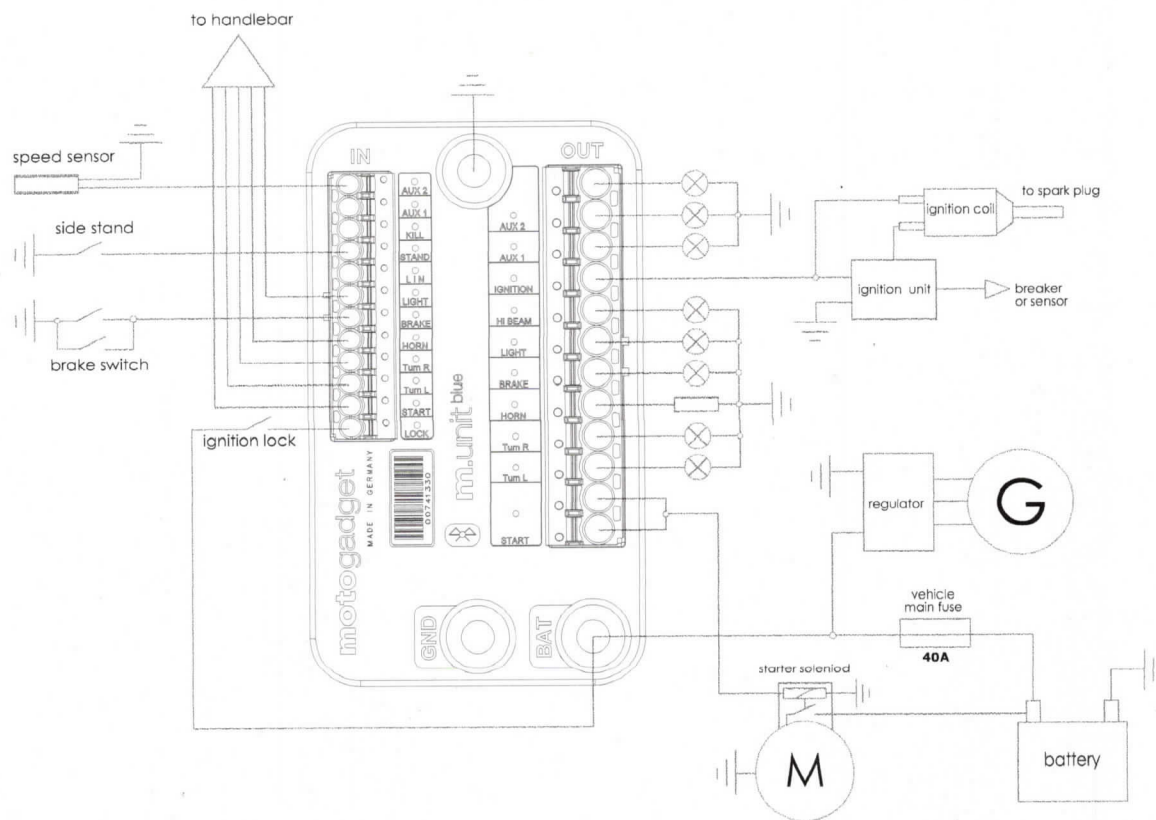 to handlebar
speed sensor
side stand
brake switch
ignition lock
IN
AUX 2
AUX 1
KILL
STAND
LIN
LIGHT
BRAKE
HORN
Turn R
Turn L
START
LOCK
OUT
AUX 2
AUX 1
IGNITION
HI BEAM
LIGHT
BRAKE
HORN
Turn R
Turn L
START
m.unit blue
motogadget
MADE IN GERMANY
00741330
GND
BAT
ignition coil
to spark plug
ignition unit
breaker
or sensor
regulator
G
vehicle
main fuse
40A
starter soleniod
M
battery